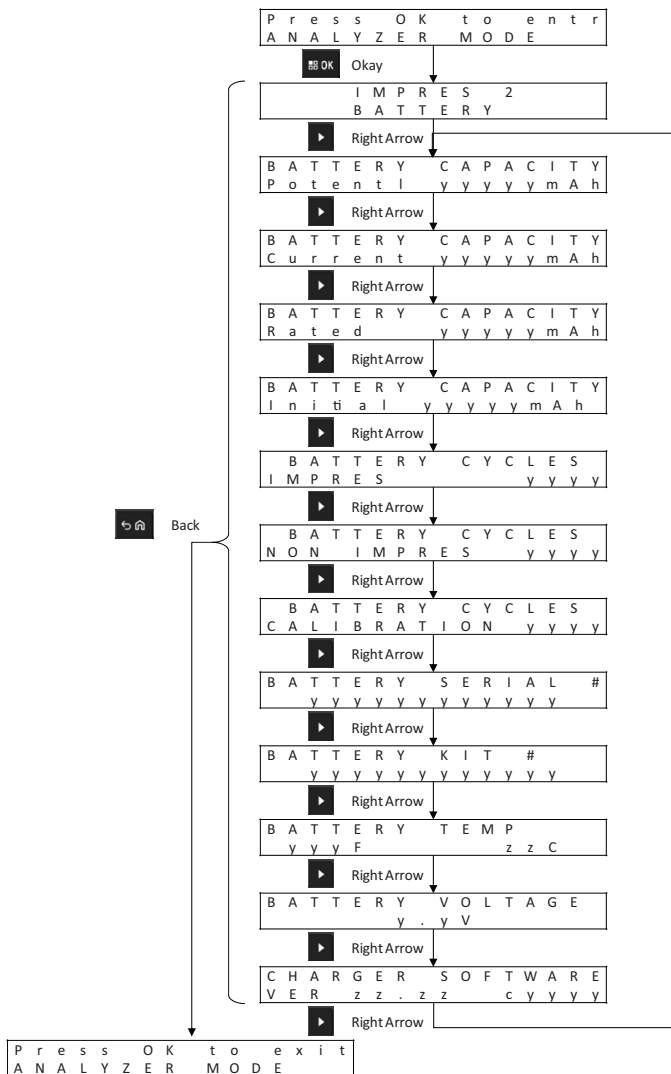 Press OK to entr
ANALYZER MODE
OK Okay
IMPRES 2
BATTERY
Right Arrow
BATTERY CAPACITY
Potentl yyyyymAh
Right Arrow
BATTERY CAPACITY
Current yyyyymAh
Right Arrow
BATTERY CAPACITY
Rated yyyyymAh
Right Arrow
BATTERY CAPACITY
Initial yyyyymAh
Right Arrow
BATTERY CYCLES
IMPRES yyyy
Right Arrow
Back
BATTERY CYCLES
NON IMPRES yyyy
Right Arrow
BATTERY CYCLES
CALIBRATION yyyy
Right Arrow
BATTERY SERIAL #
yyyyyyyyyyyy
Right Arrow
BATTERY KIT #
yyyyyyyyyyyy
Right Arrow
BATTERY TEMP
yyyF zzC
Right Arrow
BATTERY VOLTAGE
y.yV
Right Arrow
CHARGER SOFTWARE
VER zz.zz cyyyy
Right Arrow
Press OK to exit
ANALYZER MODE